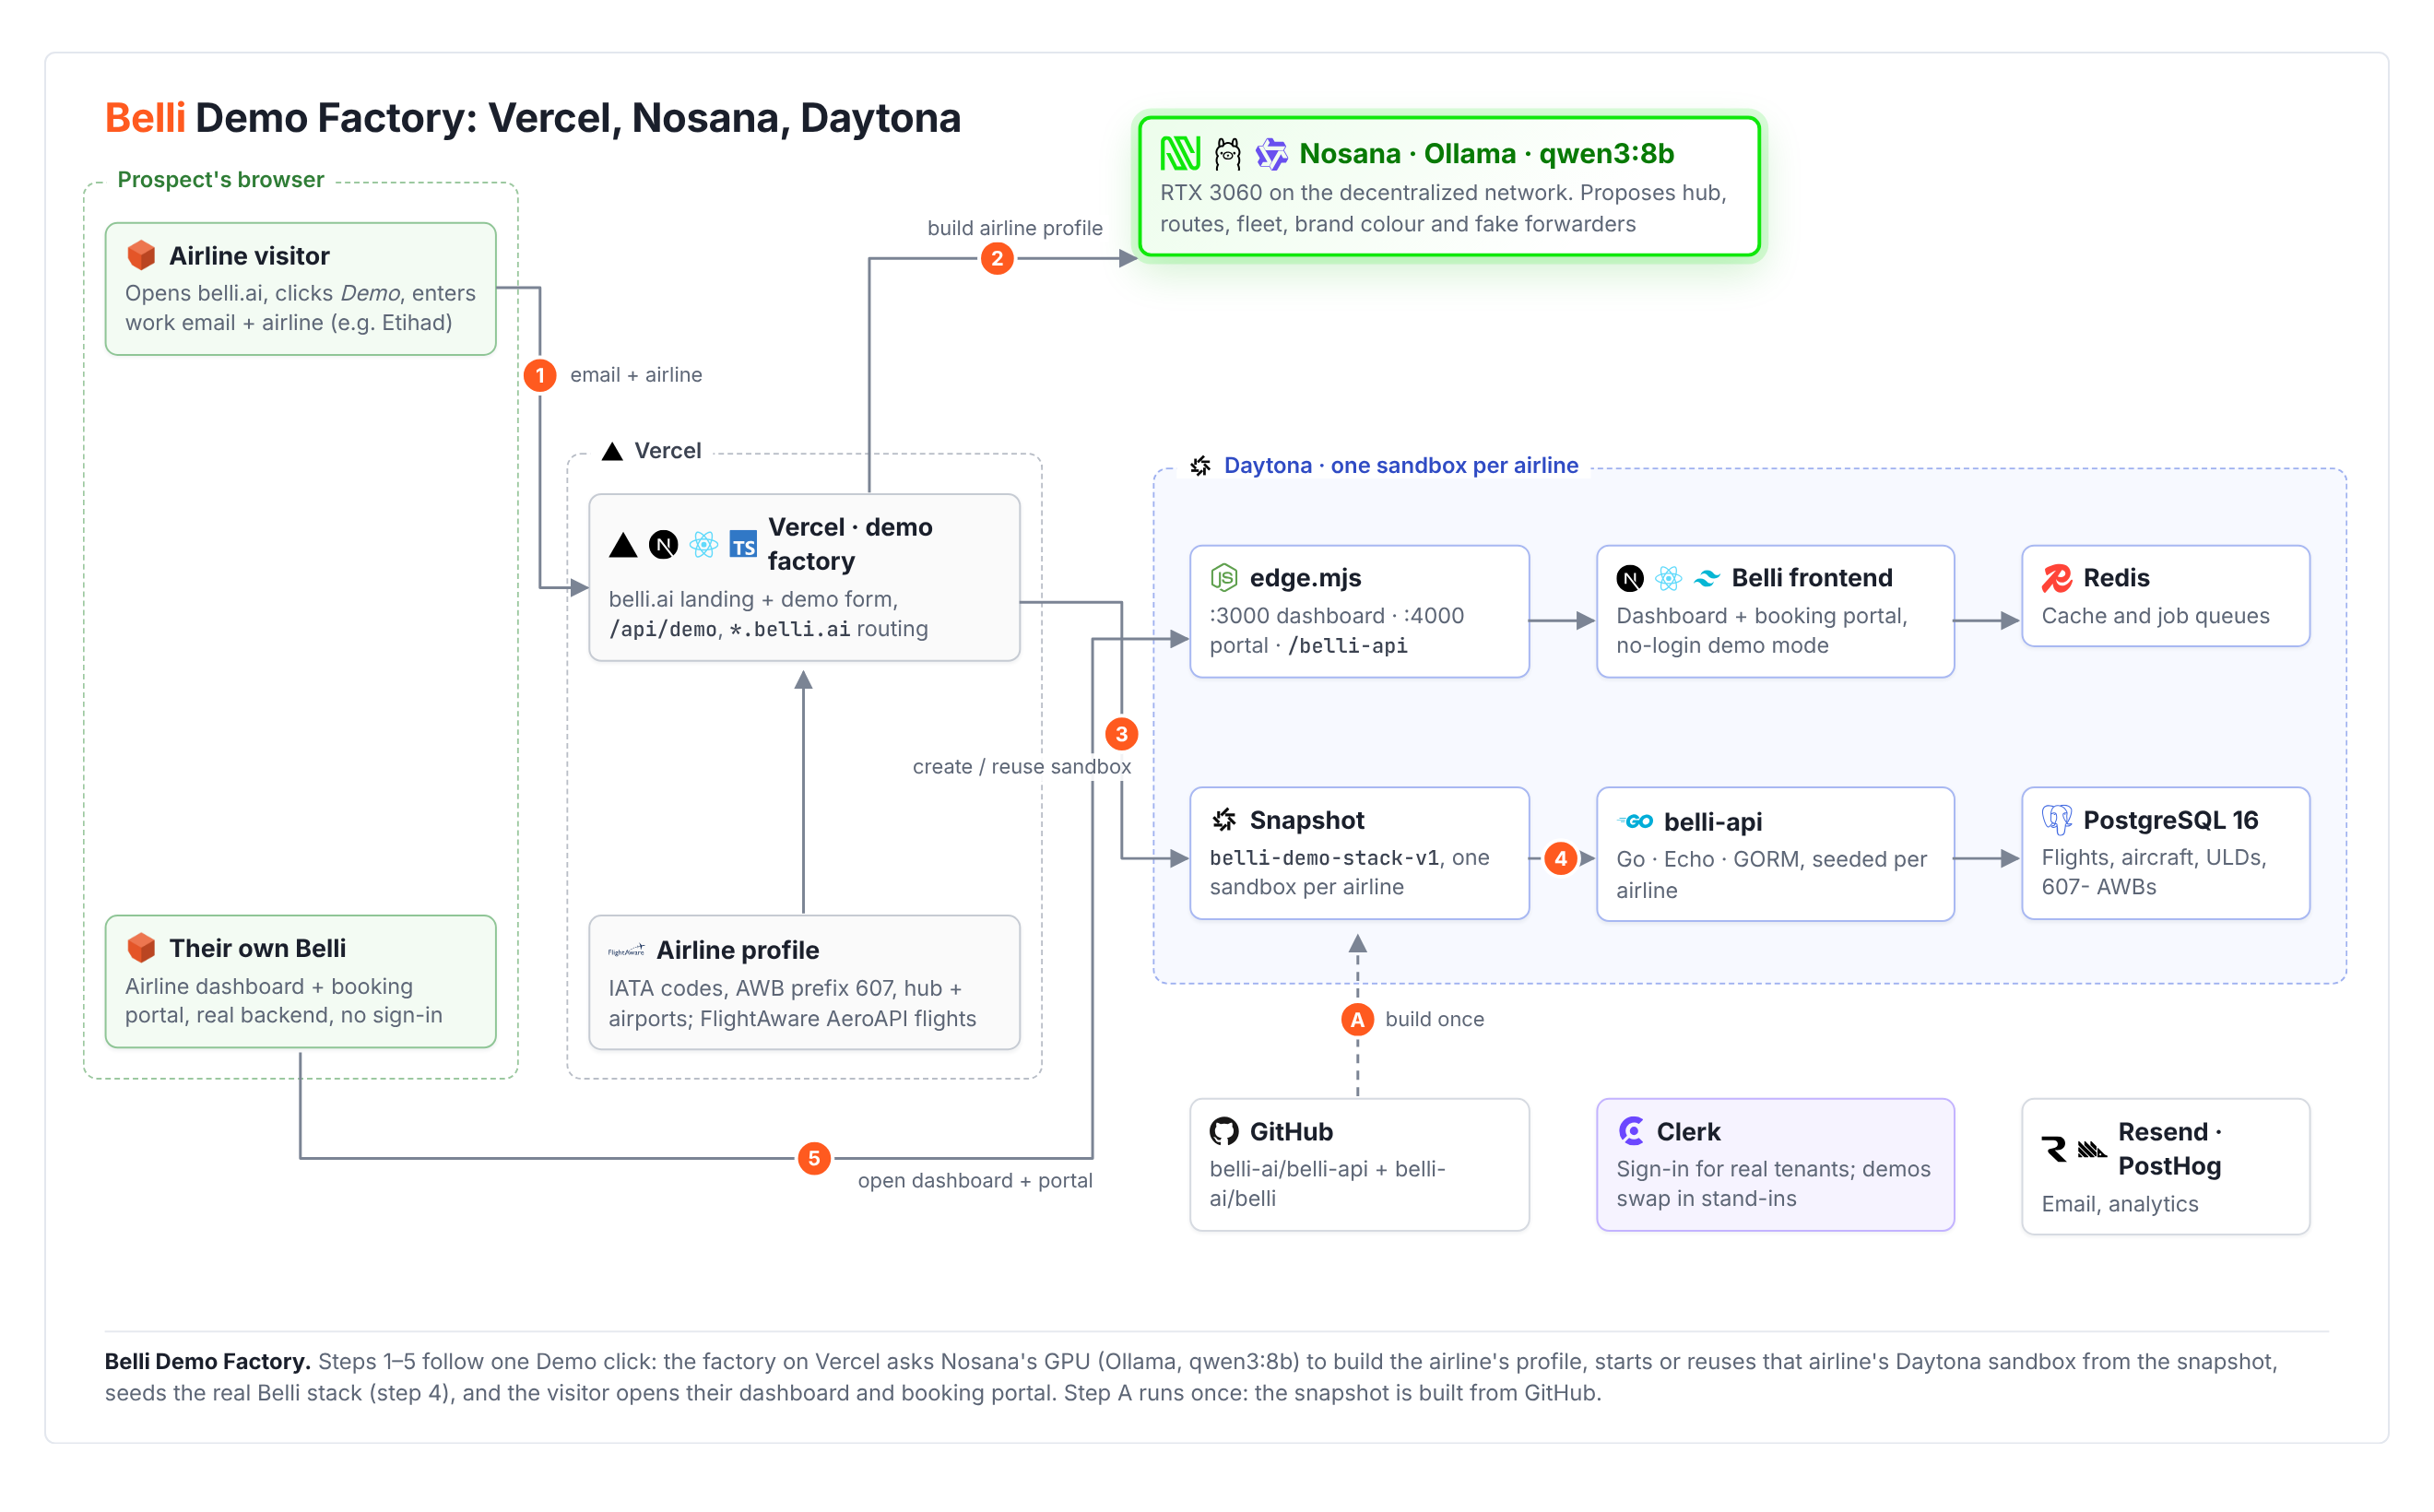 Belli Demo Factory: Vercel, Nosana, Daytona
Nosana · Ollama · qwen3:8b
RTX 3060 on the decentralized network. Proposes hub,
routes, fleet, brand colour and fake forwarders
Prospect's browser
Airline visitor
Opens belli.ai, clicks Demo, enters
work email + airline (e.g. Etihad)
build airline profile
2
1
email + airline
Vercel
TS
Vercel · demo
factory
belli.ai landing + demo form,
/api/demo, *.belli.ai routing
Daytona · one sandbox per airline
edge.mjs
:3000 dashboard · :4000
portal · /belli-api
Belli frontend
Dashboard + booking portal,
no-login demo mode
Redis
Cache and job queues
3
create / reuse sandbox
Snapshot
belli-demo-stack-v1, one
sandbox per airline
4
GO
belli-api
Go · Echo · GORM, seeded per
airline
PostgreSQL 16
Flights, aircraft, ULDs,
607- AWBs
Their own Belli
Airline dashboard + booking
portal, real backend, no sign-in
FlightAware
Airline profile
IATA codes, AWB prefix 607, hub +
airports; FlightAware AeroAPI flights
A
build once
5
open dashboard + portal
GitHub
belli-ai/belli-api + belli-
ai/belli
Clerk
Sign-in for real tenants; demos
swap in stand-ins
Resend ·
PostHog
Email, analytics
Belli Demo Factory. Steps 1–5 follow one Demo click: the factory on Vercel asks Nosana's GPU (Ollama, qwen3:8b) to build the airline's profile, starts or reuses that airline's Daytona sandbox from the snapshot,
seeds the real Belli stack (step 4), and the visitor opens their dashboard and booking portal. Step A runs once: the snapshot is built from GitHub.